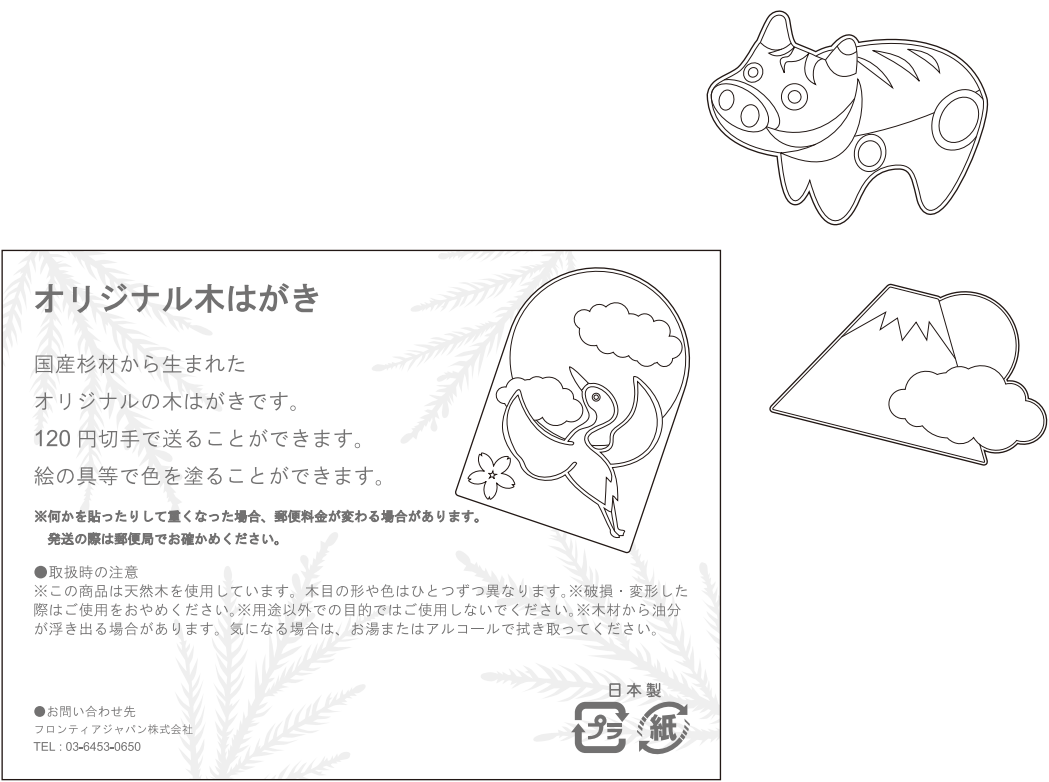 オリジナル木はがき
国産杉材から生まれた
オリジナルの木はがきです。
120 円切手で送ることができます。
絵の具等で色を塗ることができます。
※何かを貼ったりして重くなった場合、郵便料金が変わる場合があります。
発送の際は郵便局でお確かめください。
●取扱時の注意
※この商品は天然木を使用しています。木目の形や色はひとつずつ異なります。※破損・変形した
際はご使用をおやめください。※用途以外での目的ではご使用しないでください。※木材から油分
が浮き出る場合があります。気になる場合は、お湯またはアルコールで拭き取ってください。
日本製
プラ 紙
●お問い合わせ先
フロンティアジャパン株式会社
TEL : 03-6453-0650